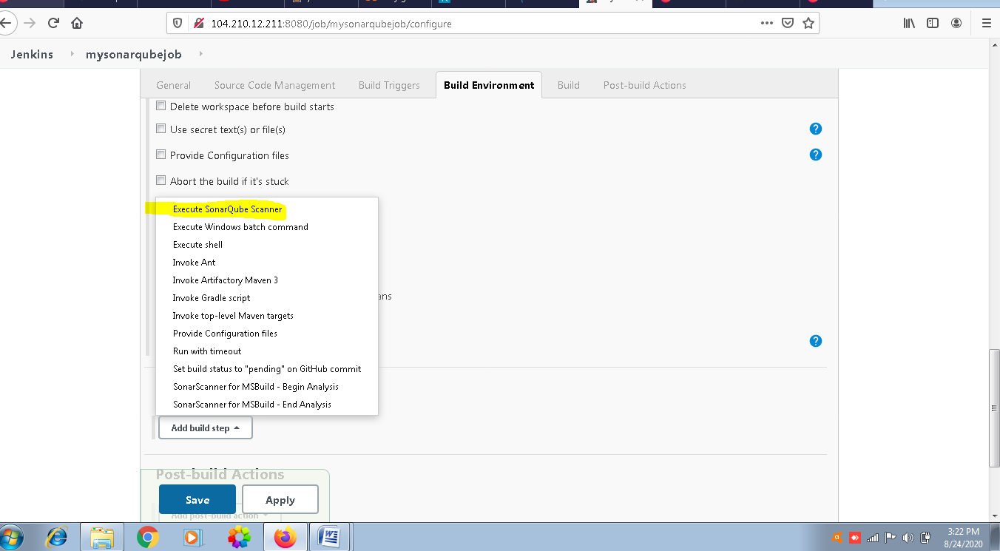 104.210.12.211:8080/job/mysonarqubejob/configure
Jenkins mysonarqubejob
General Source Code Management Build Triggers Build Environment Build Post-build Actions
Delete workspace before build starts
Use secret text(s) or file(s)
Provide Configuration files
Abort the build if it's stuck
Execute SonarQube Scanner
Execute Windows batch command
Execute shell
Invoke Ant
Invoke Artifactory Maven 3
Invoke Gradle script
ans
Invoke top-level Maven targets
Provide Configuration files
Run with timeout
Set build status to "pending" on GitHub commit
SonarScanner for MSBuild - Begin Analysis
SonarScanner for MSBuild - End Analysis
Add build step
Post-build Actions
Save Apply
Add post-build action
3:22 PM
8/24/2020